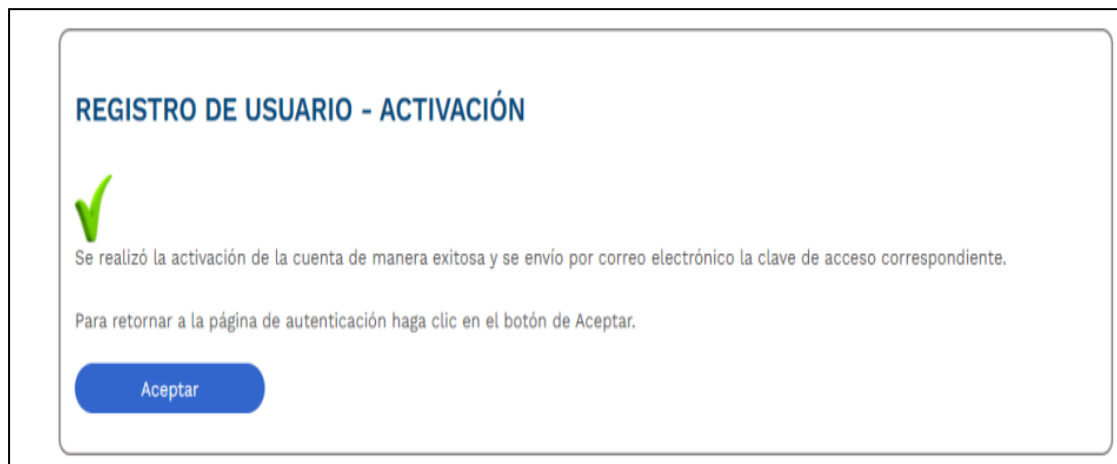 REGISTRO DE USUARIO - ACTIVACIÓN
Se realizó la activación de la cuenta de manera exitosa y se envío por correo electrónico la clave de acceso correspondiente.
Para retornar a la página de autenticación haga clic en el botón de Aceptar.
Aceptar